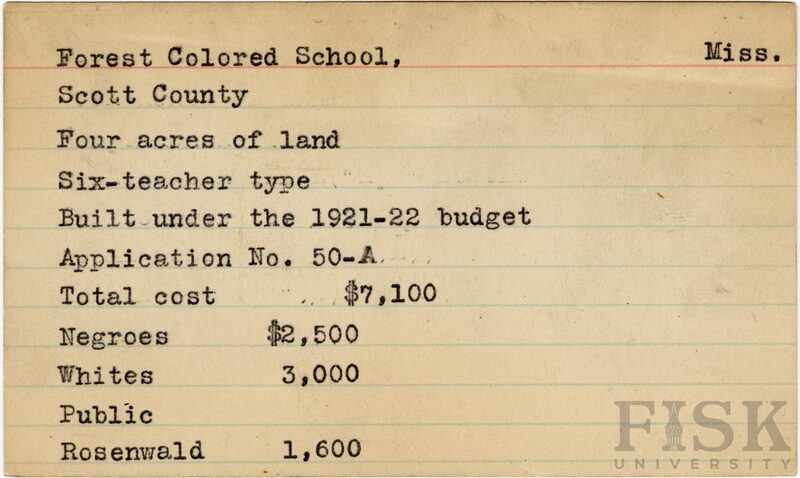 Forest Colored School, Miss.
Scott County
Four acres of land
Six-teacher type
Built under the 1921-22 budget
Application No. 50-A
Total cost $7,100
Negroes $2,500
Whites 3,000
Public
Rosenwald 1,600
FISK
UNIVERSITY